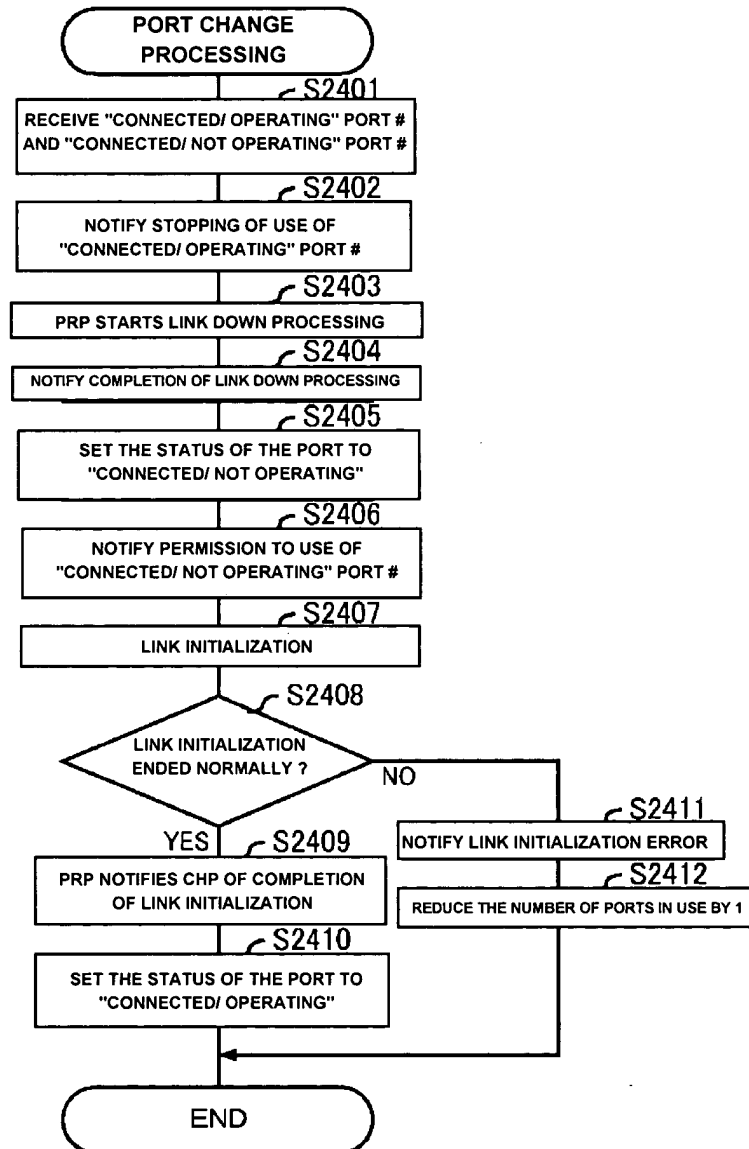 PORT CHANGE
PROCESSING
S2401
RECEIVE "CONNECTED/ OPERATING" PORT #
AND "CONNECTED/ NOT OPERATING" PORT #
S2402
NOTIFY STOPPING OF USE OF
"CONNECTED/ OPERATING" PORT #
S2403
PRP STARTS LINK DOWN PROCESSING
S2404
NOTIFY COMPLETION OF LINK DOWN PROCESSING
S2405
SET THE STATUS OF THE PORT TO
"CONNECTED/ NOT OPERATING"
S2406
NOTIFY PERMISSION TO USE OF
"CONNECTED/ NOT OPERATING" PORT #
S2407
LINK INITIALIZATION
S2408
LINK INITIALIZATION
ENDED NORMALLY ?
NO
YES
S2409
PRP NOTIFIES CHP OF COMPLETION
OF LINK INITIALIZATION
S2410
SET THE STATUS OF THE PORT TO
"CONNECTED/ OPERATING"
S2411
NOTIFY LINK INITIALIZATION ERROR
S2412
REDUCE THE NUMBER OF PORTS IN USE BY 1
END